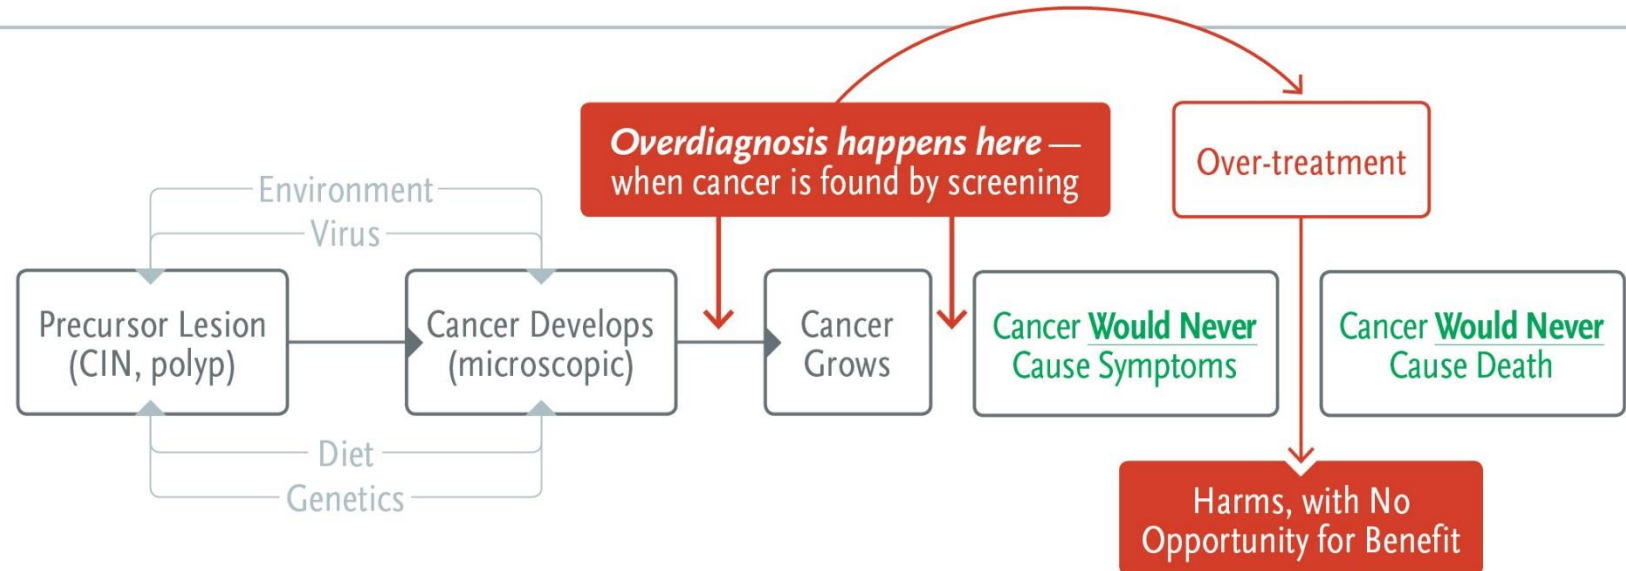 Overdiagnosis happens here —
when cancer is found by screening
Over-treatment
Environment
Virus
Precursor Lesion
(CIN, polyp)
Cancer Develops
(microscopic)
Cancer
Grows
Cancer Would Never
Cause Symptoms
Cancer Would Never
Cause Death
Diet
Genetics
Harms, with No
Opportunity for Benefit